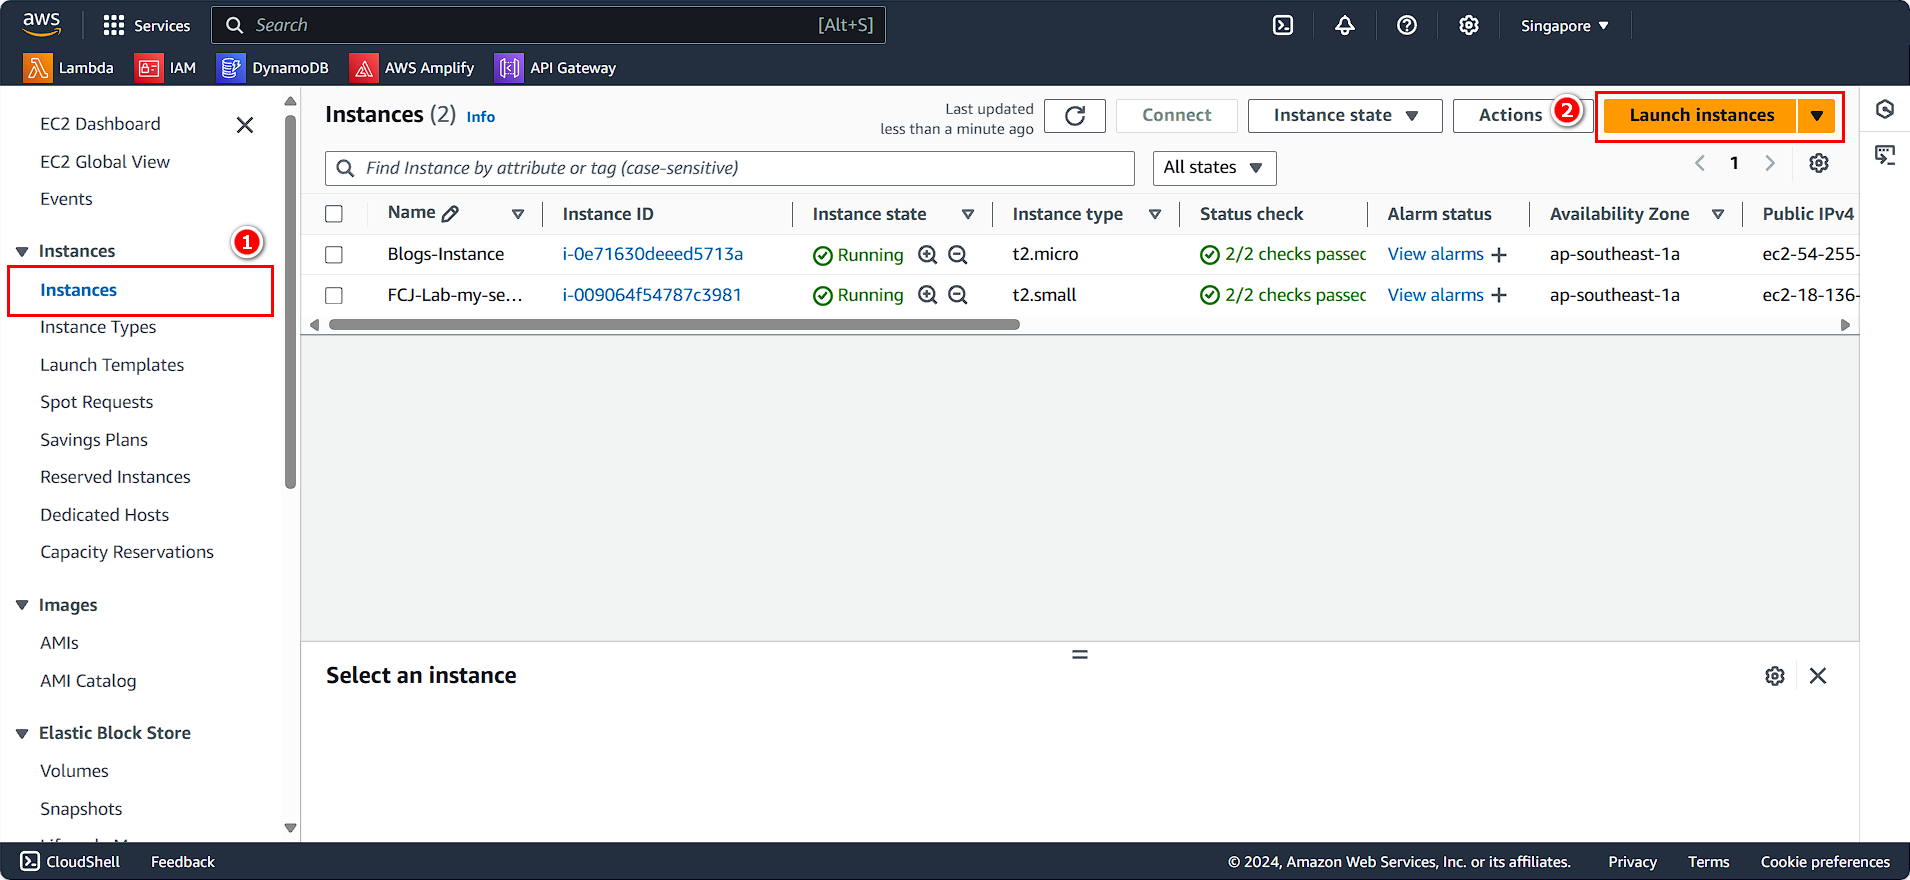 aws
Services
Search
[Alt+S]
Singapore
Lambda
IAM
DynamoDB
AWS Amplify
API Gateway
EC2 Dashboard
EC2 Global View
Events
Instances
1
Instances
Instance Types
Launch Templates
Spot Requests
Savings Plans
Reserved Instances
Dedicated Hosts
Capacity Reservations
Images
AMIs
AMI Catalog
Elastic Block Store
Volumes
Snapshots
Instances (2) Info
Last updated
less than a minute ago
Connect
Instance state
Actions
2
Launch instances
Find Instance by attribute or tag (case-sensitive)
All states
1
Name Instance ID Instance state Instance type Status check Alarm status Availability Zone Public IPv4
Blogs-Instance i-0e71630deeed5713a Running t2.micro 2/2 checks passec View alarms + ap-southeast-1a ec2-54-255-
FCJ-Lab-my-se... i-009064f54787c3981 Running t2.small 2/2 checks passec View alarms + ap-southeast-1a ec2-18-136-
Select an instance
CloudShell
Feedback
© 2024, Amazon Web Services, Inc. or its affiliates.
Privacy
Terms
Cookie preferences